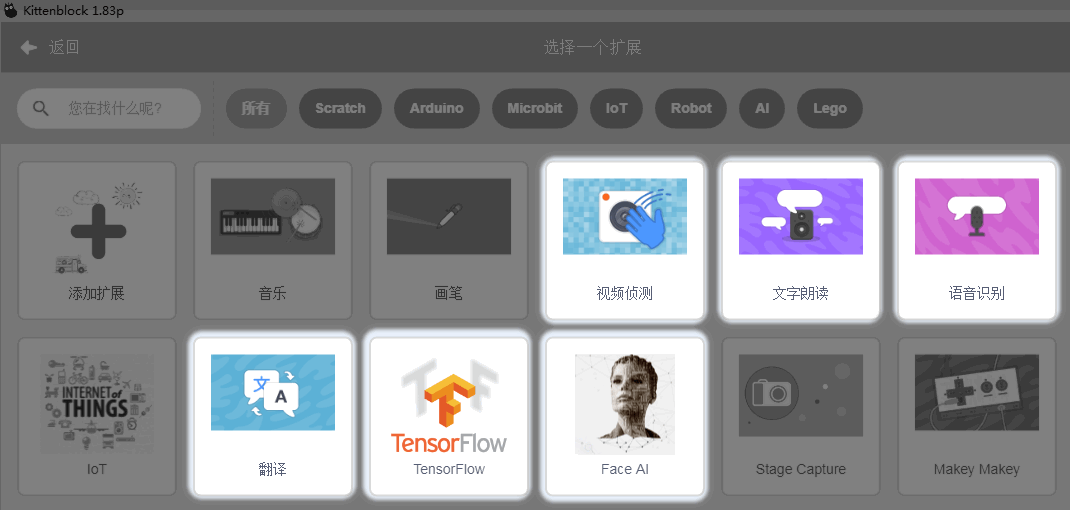 Kittenblock 1.83p
返回
选择一个扩展
您在找什么呢?
所有
Scratch
Arduino
Microbit
IoT
Robot
AI
Lego
添加扩展
音乐
画笔
视频侦测
文字朗读
语音识别
INTERNET
OF
THINGS
IoT
文
A
翻译
TensorFlow
TensorFlow
Face AI
Stage Capture
Makey Makey